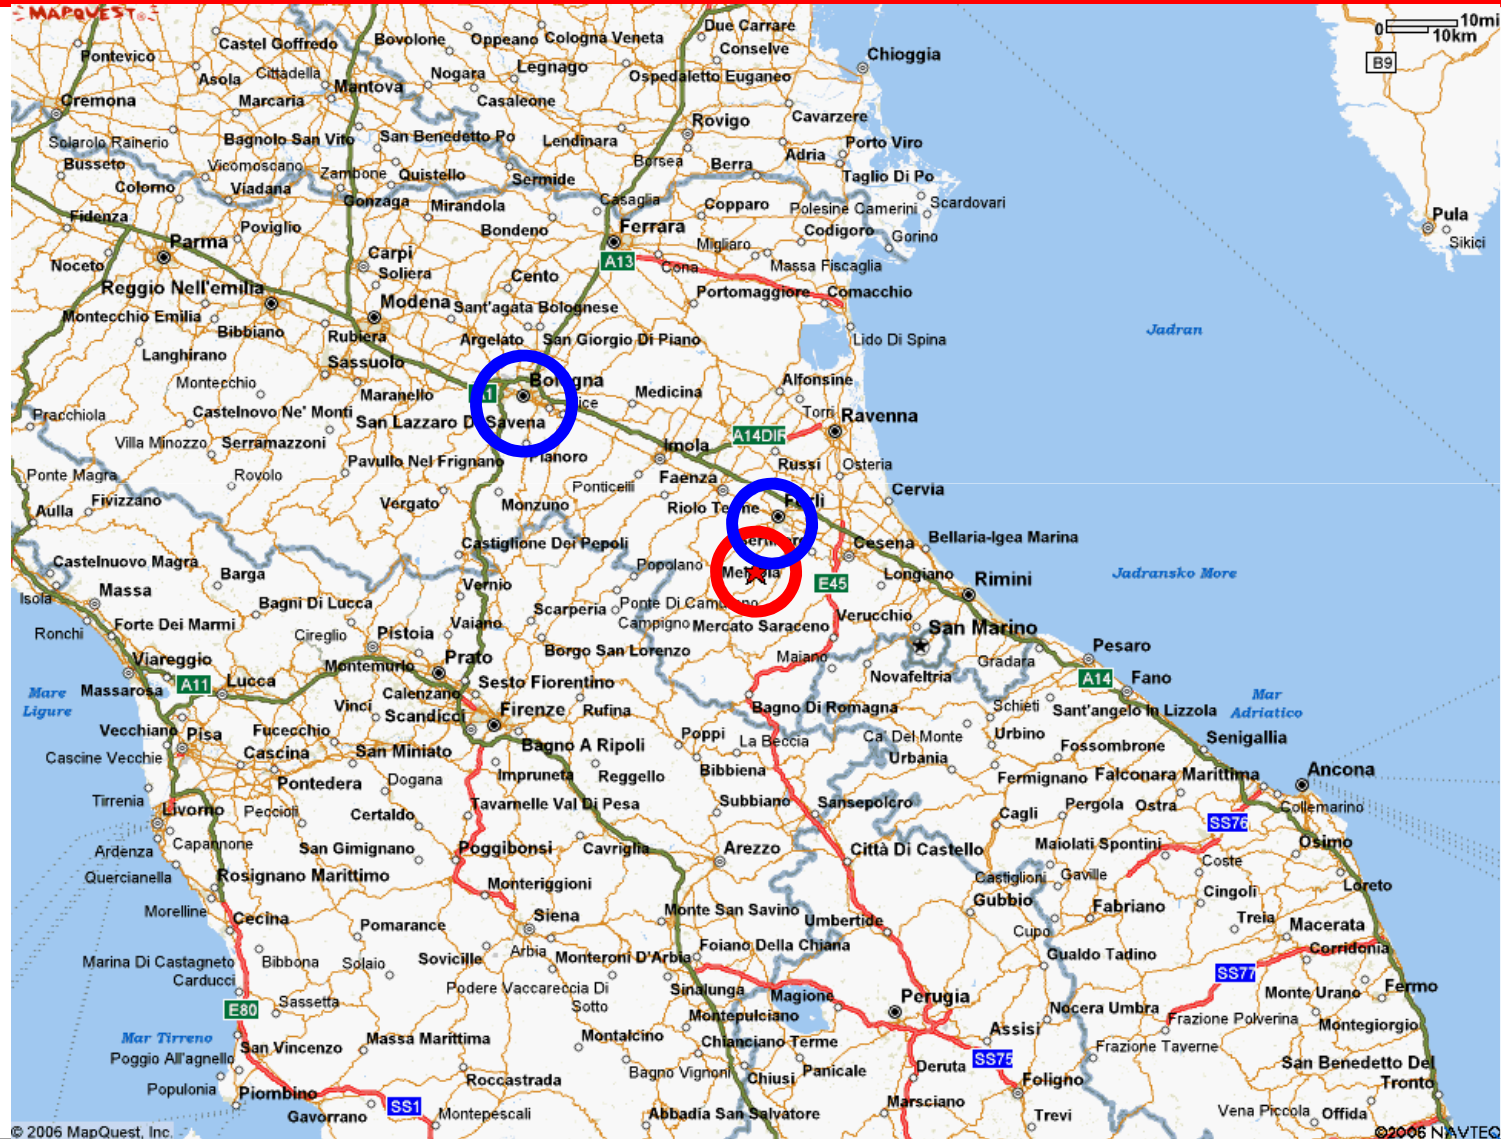 MAPQUEST
10mi
0
10km
B9
Pontevico
Castel Goffredo
Bovolone
Oppeano
Cologna Veneta
Due Carrare
Conselve
Chioggia
Asola
Cittadella
Nogara
Legnago
Ospedaletto Euganeo
Mantova
Cremona
Marcaria
Casaleone
Cavarzere
Solarolo Rainerio
Bagnolo San Vito
San Benedetto Po
Lendinara
Rovigo
Adria
Porto Viro
Busseto
Vicomoscano
Zambone
Quistello
Sermide
Borsea
Berra
Taglio Di Po
Colorno
Viadana
Gonzaga
Mirandola
Casaglia
Copparo
Polesine Camerini
Scardovari
Fidenza
Poviglio
Bondeno
Ferrara
Codigoro
Gorino
Pula
Sikici
Parma
Carpi
Soliera
Migliaro
Noceto
A13
Cona
Massa Fiscaglia
Reggio Nell'emilia
Cento
Portomaggiore
Comacchio
Modena
Sant'agata Bolognese
Montecchio Emilia
Bibbiano
Rubiera
Argelato
San Giorgio Di Piano
Lido Di Spina
Jadran
Langhirano
Sassuolo
Montecchio
Maranello
Bologna
Medicina
Alfonsine
Pracchiola
Castelnovo Ne' Monti
San Lazzaro Di Savena
Torri
Ravenna
Villa Minozzo
Serramazzoni
A14DIR
Imola
Ponte Magra
Rovolo
Pavullo Nel Frignano
Pianoro
Russi
Osteria
Fivizzano
Vergato
Monzuno
Ponticelli
Faenza
Cervia
Aulla
Riolo Terme
Forli
Castelnuovo Magra
Castiglione Dei Pepoli
Cesena
Bellaria-Igea Marina
Isola
Massa
Barga
Vernio
Popolano
Meldola
E45
Longiano
Rimini
Jadransko More
Ronchi
Forte Dei Marmi
Bagni Di Lucca
Scarperia
Campigno
Mercato Saraceno
Verucchio
San Marino
Cireglio
Pistoia
Vaiano
Viareggio
Montemurlo
Prato
Borgo San Lorenzo
Maiano
Novafeltria
Gradara
Pesaro
Mare
Ligure
Massarosa
A11
Lucca
Calenzano
Sesto Fiorentino
A14
Fano
Mar
Adriatico
Vinci
Scandicci
Firenze
Rufina
Bagno Di Romagna
Schieti
Sant'angelo In Lizzola
Vecchiano
Pisa
Fucecchio
San Miniato
Bagno A Ripoli
Poppi
La Beccia
Ca' Del Monte
Urbino
Senigallia
Cascine Vecchie
Cascina
Urbania
Fossombrone
Pontedera
Dogana
Impruneta
Reggello
Bibbiena
Fermignano
Falconara Marittima
Ancona
Tirrenia
Livorno
Peccioli
Certaldo
Tavarnelle Val Di Pesa
Subbiano
Sansepolcro
Cagli
Pergola
Ostra
Collemarino
SS76
Ardenza
Capannone
San Gimignano
Poggibonsi
Cavriglia
Arezzo
Città Di Castello
Maiolati Spontini
Osimo
Quercianella
Rosignano Marittimo
Monteriggioni
Castiglioni
Gaville
Coste
Cingoli
Loreto
Morelline
Cecina
Pomarance
Siena
Monte San Savino
Umbertide
Gubbio
Fabriano
Treia
Macerata
Marina Di Castagneto
Carducci
Bibbona
Solaio
Sovicille
Arbia
Monteroni D'Arbia
Foiano Della Chiana
Cupo
Gualdo Tadino
Corridonia
SS77
E80
Sassetta
Podere Vaccareccia Di
Sotto
Sinalunga
Magione
Perugia
Monte Urano
Fermo
Montepulciano
Nocera Umbra
Frazione Polverina
Montegiorgio
Mar Tirreno
San Vincenzo
Massa Marittima
Montalcino
Chianciano Terme
Assisi
Frazione Taverne
Poggio All'agnello
SS75
San Benedetto Del
Tronto
Populonia
Piombino
Roccastrada
Bagno Vignoni
Chiusi
Panicale
Deruta
Foligno
Gavorrano
SS1
Montepescali
Abbadia San Salvatore
Marsciano
Trevi
Vena Piccola
Offida
© 2006 MapQuest, Inc.
©2006 NAVTEQ